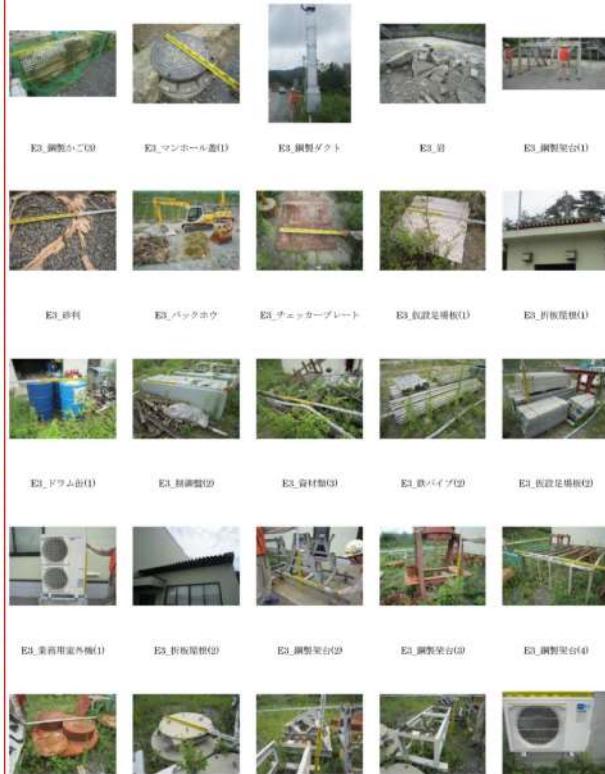 E3_鋼製かご(3)
E3_マンホール蓋(1)
E3_鋼製ダクト
E3_岩
E3_鋼製架台(1)
E3_砂利
E3_バックホウ
E3_チェッカープレート
E3_仮設足場板(1)
E3_折板屋根(1)
E3_ドラム缶(1)
E3_制御盤(2)
E3_資材類(3)
E3_鉄パイプ(2)
E3_仮設足場板(2)
E3_業務用室外機(1)
E3_折板屋根(2)
E3_鋼製架台(2)
E3_鋼製架台(3)
E3_鋼製架台(4)